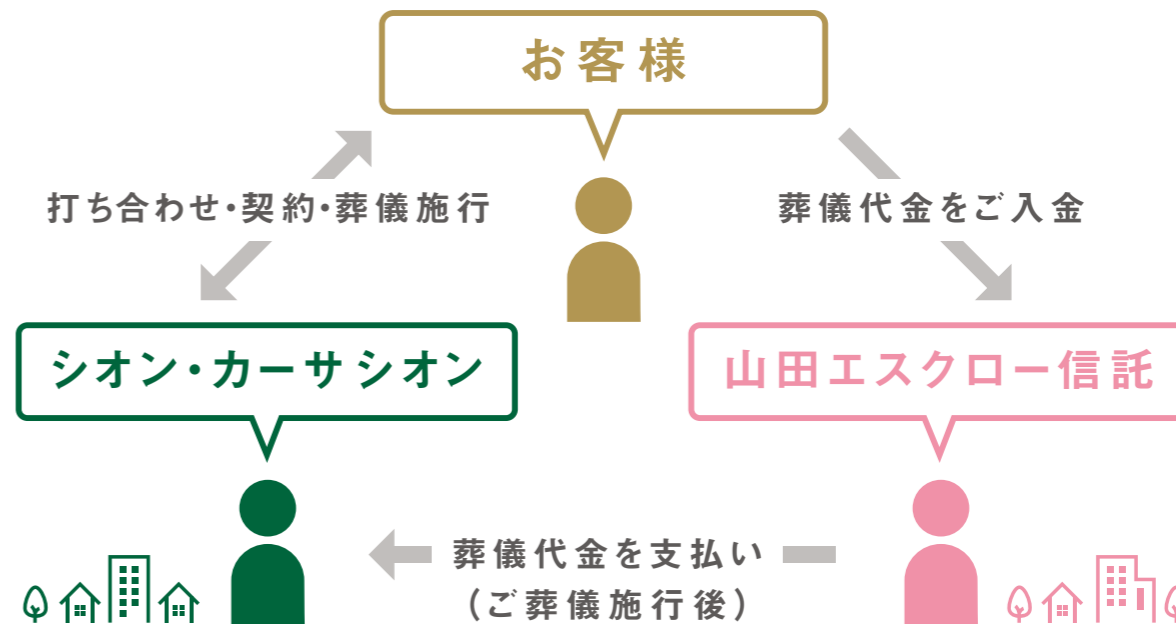 お客様
打ち合わせ・契約・葬儀施行
葬儀代金をご入金
シオン・カーサシオン
山田エスクロー信託
葬儀代金を支払い
(ご葬儀施行後)